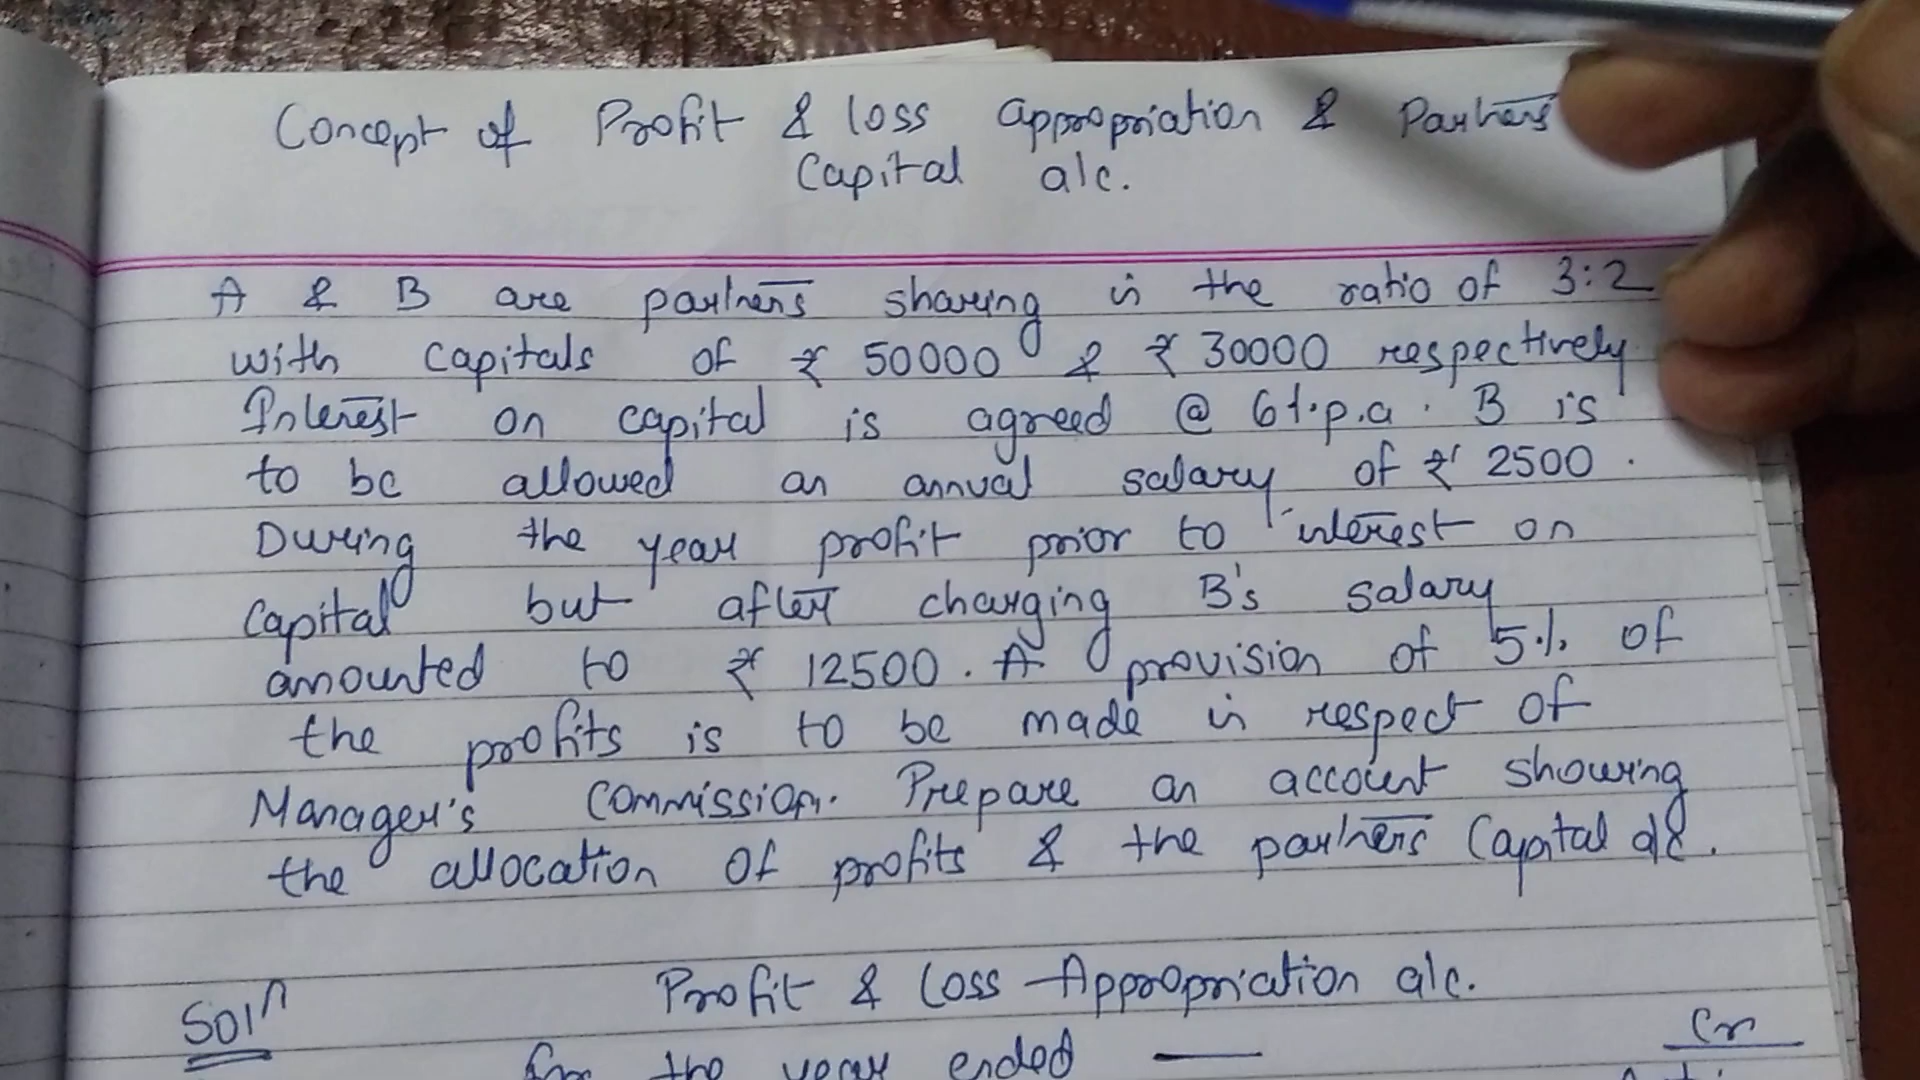 Concept of Profit & loss appropriation & Partners
Capital a/c.
A & B are partners sharing in the ratio of 3:2
with capitals of ₹ 50000 & ₹ 30000 respectively
Interest on capital is agreed @ 6%p.a. B is
to be allowed an annual salary of ₹ 2500.
During the year profit prior to interest on
Capital but after charging B's salary
amounted to ₹ 12500. A provision of 5% of
the profits is to be made in respect of
Manager's Commission. Prepare an account showing
the allocation of profits & the partners Capital a/c.
Soln Profit & Loss Appropriation a/c.
for the year ended — Cr